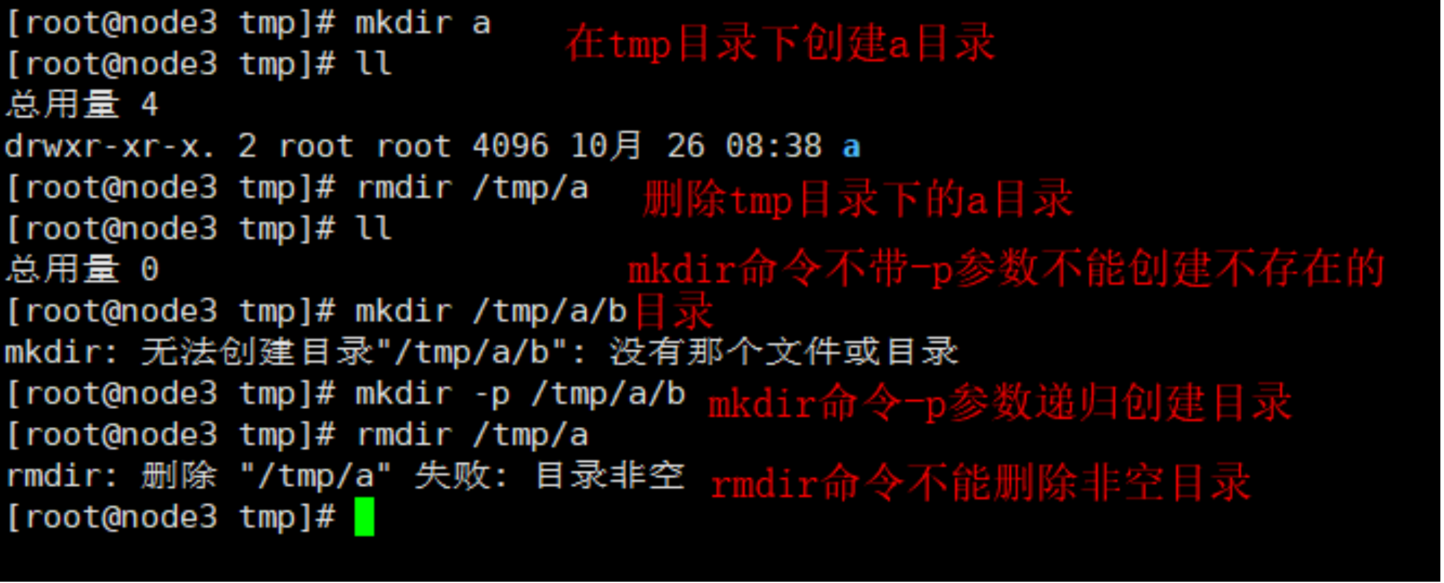 [root@node3 tmp]# mkdir a
在tmp目录下创建a目录
[root@node3 tmp]# ll
总用量 4
drwxr-xr-x. 2 root root 4096 10月 26 08:38 a
[root@node3 tmp]# rmdir /tmp/a
删除tmp目录下的a目录
[root@node3 tmp]# ll
总用量 0
mkdir命令不带-p参数不能创建不存在的
[root@node3 tmp]# mkdir /tmp/a/b
目录
mkdir: 无法创建目录"/tmp/a/b": 没有那个文件或目录
[root@node3 tmp]# mkdir -p /tmp/a/b
mkdir命令-p参数递归创建目录
[root@node3 tmp]# rmdir /tmp/a
rmdir: 删除 "/tmp/a" 失败: 目录非空
rmdir命令不能删除非空目录
[root@node3 tmp]#